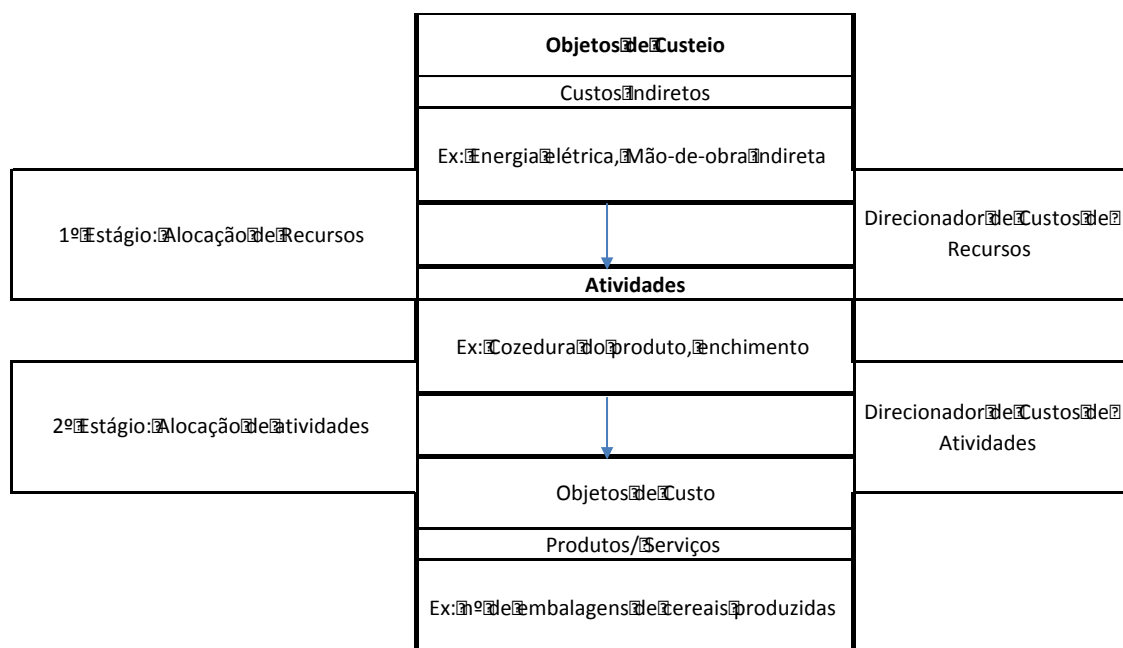 Objetos de Custeio
Custos Indiretos
Ex: Energia elétrica, Mão-de-obra Indireta
1º Estágio: Alocação de Recursos
Direcionador de Custos de
Recursos
Atividades
Ex: Cozedura do produto, enchimento
2º Estágio: Alocação de atividades
Direcionador de Custos de
Atividades
Objetos de Custo
Produtos/ Serviços
Ex: nº de embalagens de cereais produzidas